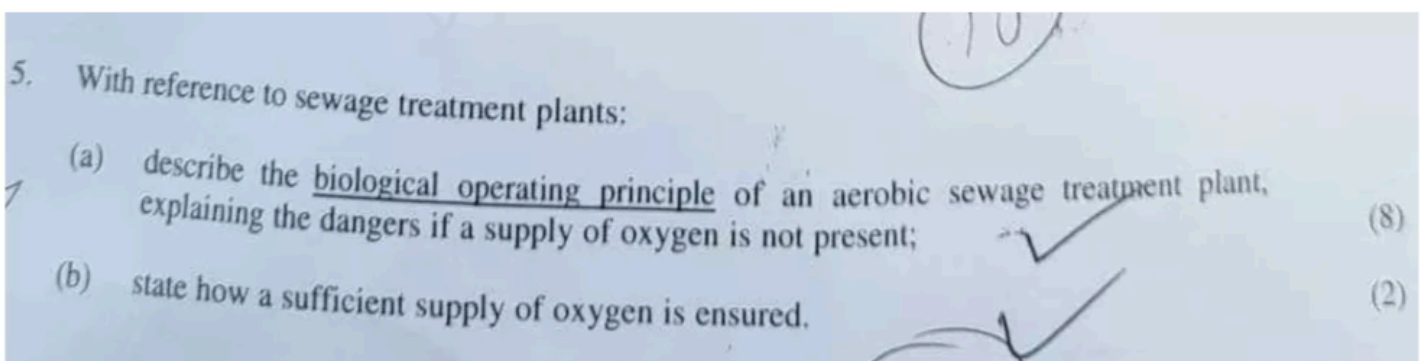 10
5. With reference to sewage treatment plants:
(a) describe the biological operating principle of an aerobic sewage treatment plant,
explaining the dangers if a supply of oxygen is not present; (8)
(b) state how a sufficient supply of oxygen is ensured. (2)